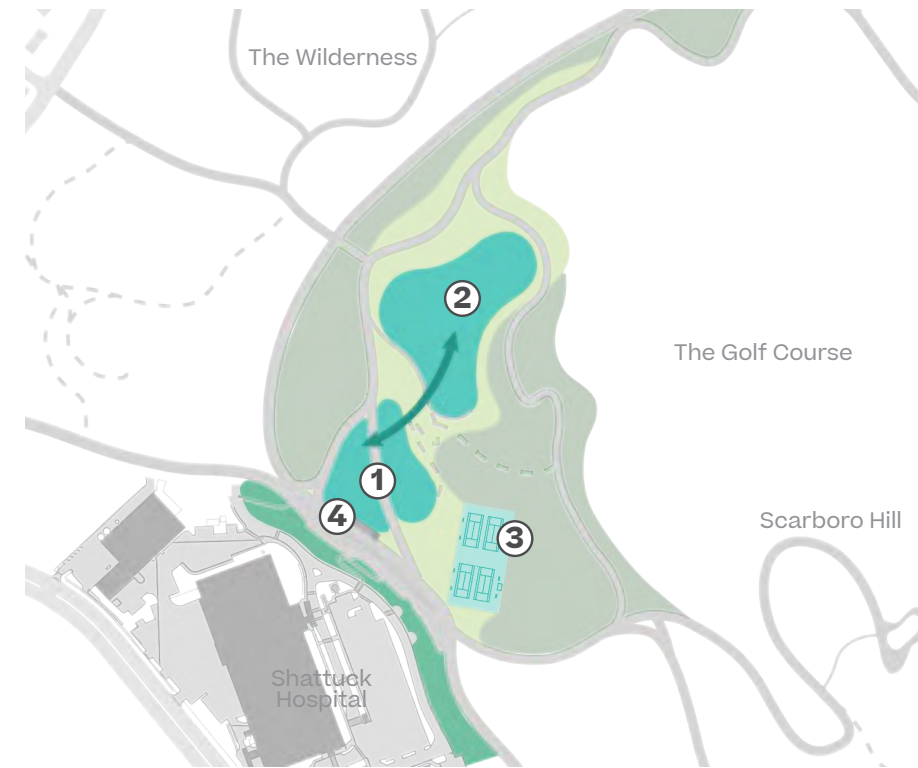 The Wilderness
2
The Golf Course
1
4
3
Scarboro Hill
Shattuck
Hospital